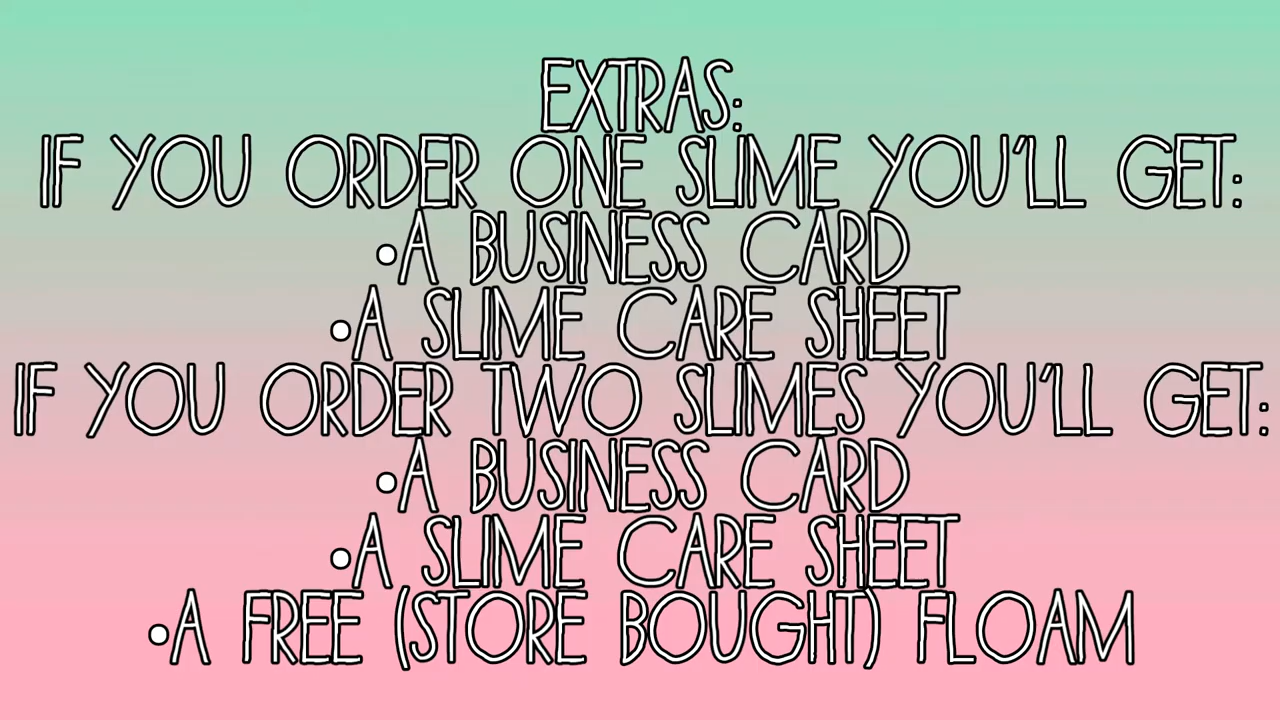 EXTRAS:
IF YOU ORDER ONE SLIME YOU'LL GET:
•A BUSINESS CARD
•A SLIME CARE SHEET
IF YOU ORDER TWO SLIMES YOU'LL GET:
•A BUSINESS CARD
•A SLIME CARE SHEET
•A FREE (STORE BOUGHT) FLOAM